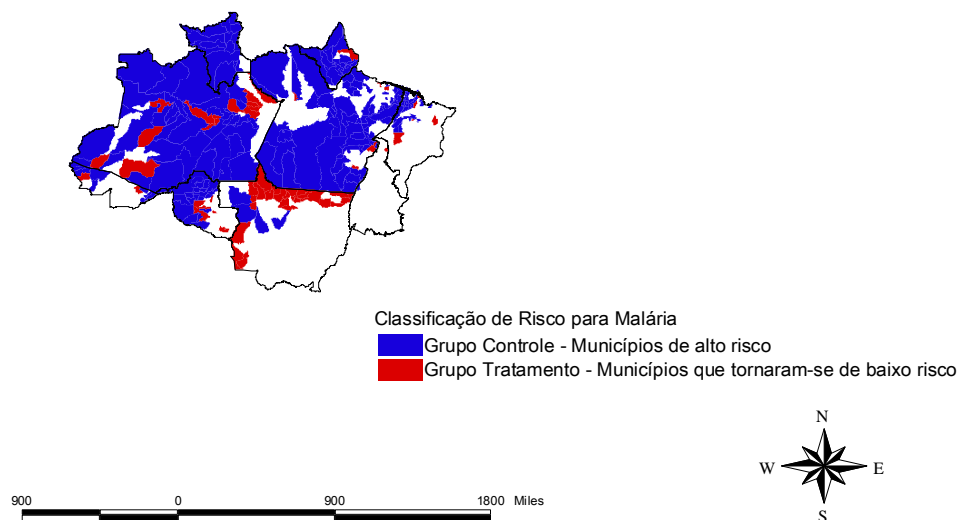 Classificação de Risco para Malária
Grupo Controle - Municípios de alto risco
Grupo Tratamento - Municípios que tornaram-se de baixo risco
N
W E
S
900 0 900 1800 Miles